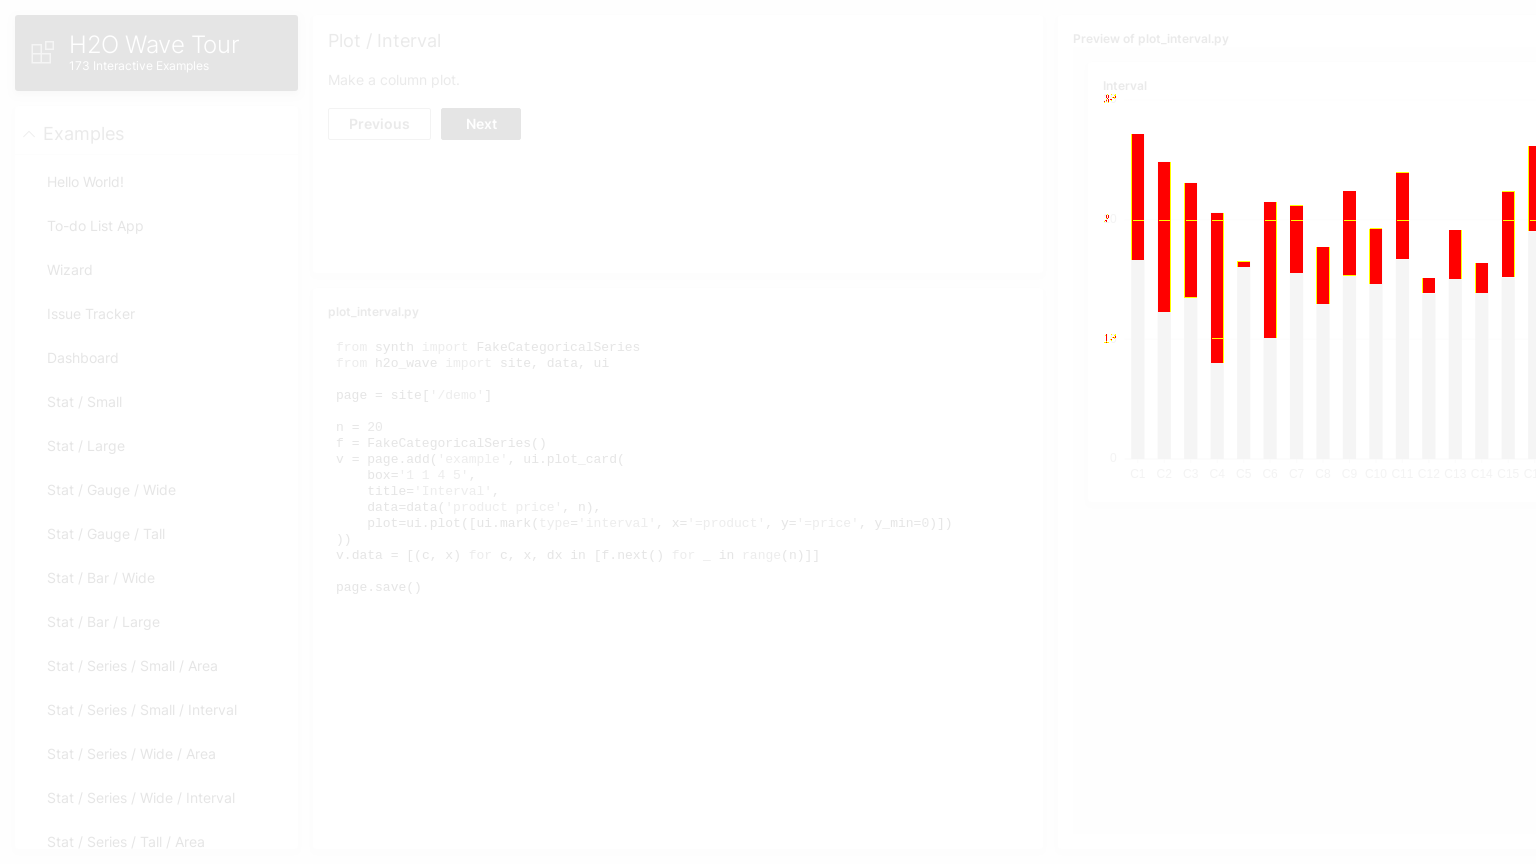 H2O Wave Tour
173 Interactive Examples
Examples
Hello World!
To-do List App
Wizard
Issue Tracker
Dashboard
Stat / Small
Stat / Large
Stat / Gauge / Wide
Stat / Gauge / Tall
Stat / Bar / Wide
Stat / Bar / Large
Stat / Series / Small / Area
Stat / Series / Small / Interval
Stat / Series / Wide / Area
Stat / Series / Wide / Interval
Stat / Series / Tall / Area
Plot / Interval
Make a column plot.
Previous Next
plot_interval.py
from synth import FakeCategoricalSeries
from h2o_wave import site, data, ui
page = site['/demo']
n = 20
f = FakeCategoricalSeries()
v = page.add('example', ui.plot_card(
box='1 1 4 5',
title='Interval',
data=data('product price', n),
plot=ui.plot([ui.mark(type='interval', x='=product', y='=price', y_min=0)])
))
v.data = [(c, x) for c, x, dx in [f.next() for _ in range(n)]]
page.save()
Preview of plot_interval.py
Interval
0
C1 C2 C3 C4 C5 C6 C7 C8 C9 C10 C11 C12 C13 C14 C15